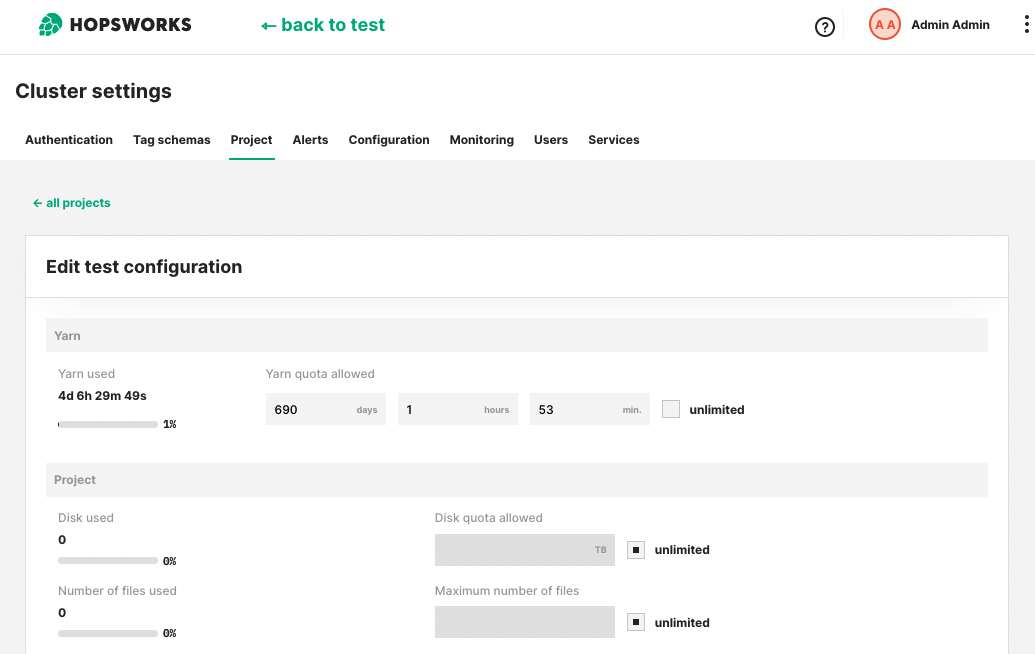 HOPSWORKS
← back to test
?
A A
Admin Admin
Cluster settings
Authentication Tag schemas Project Alerts Configuration Monitoring Users Services
← all projects
Edit test configuration
Yarn
Yarn used
Yarn quota allowed
4d 6h 29m 49s
690 days 1 hours 53 min. unlimited
1%
Project
Disk used
Disk quota allowed
0
TB unlimited
0%
Number of files used
Maximum number of files
0
unlimited
0%